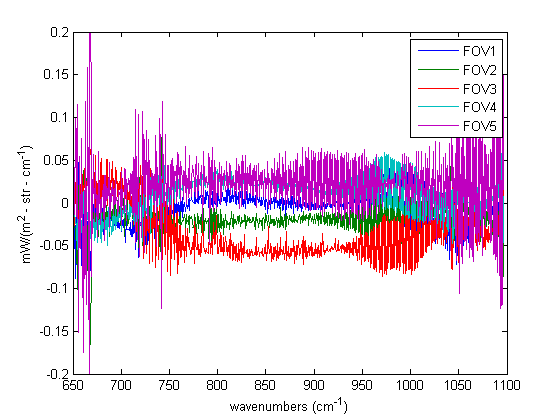 0.2
0.15
0.1
0.05
0
-0.05
-0.1
-0.15
-0.2
mW/(m² - str - cm⁻¹)
FOV1
FOV2
FOV3
FOV4
FOV5
650 700 750 800 850 900 950 1000 1050 1100
wavenumbers (cm⁻¹)